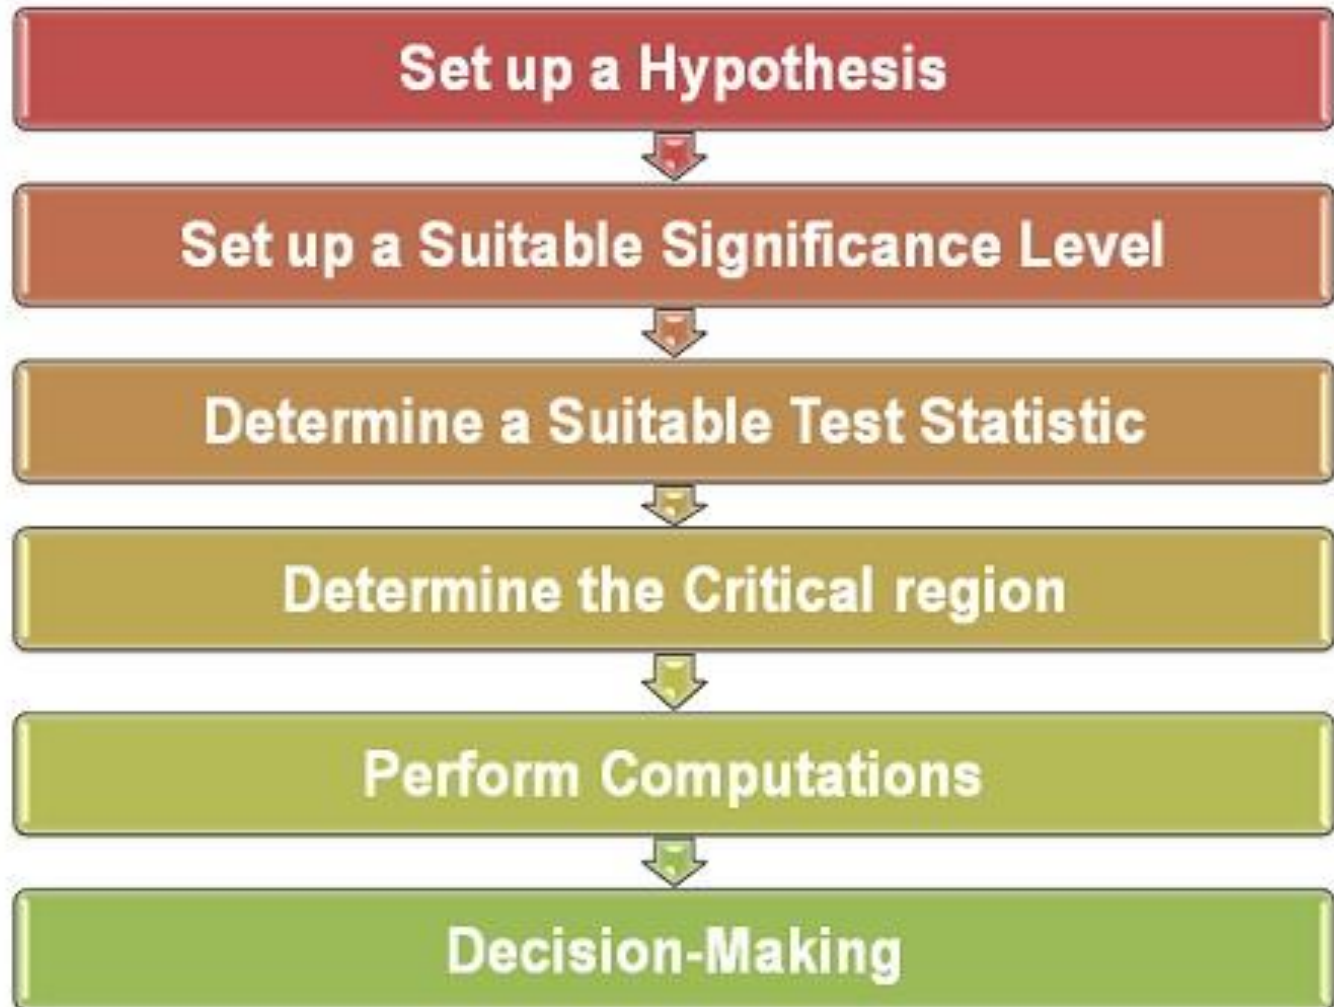 Set up a Hypothesis
Set up a Suitable Significance Level
Determine a Suitable Test Statistic
Determine the Critical region
Perform Computations
Decision-Making